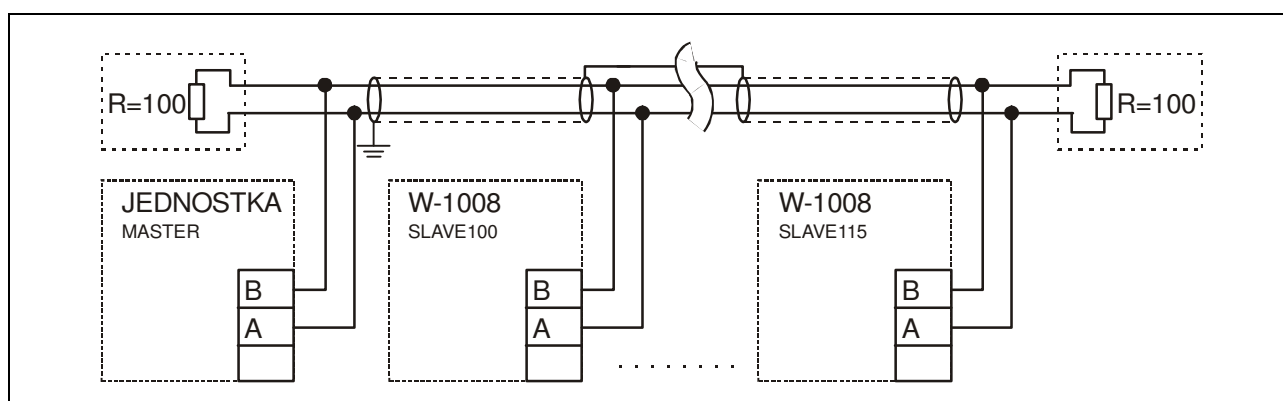 R=100
R=100
JEDNOSTKA
MASTER
B
A
W-1008
SLAVE100
B
A
. . . . . . . .
W-1008
SLAVE115
B
A